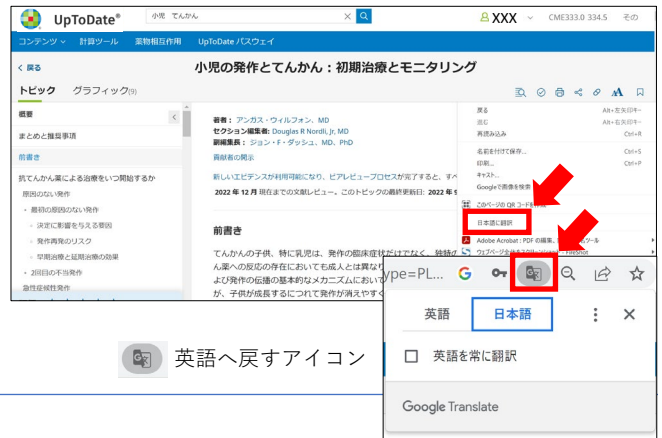 UpToDate®
小児 てんかん
XXX
CME333.0 334.5 その
コンテンツ
計算ツール
薬物相互作用
UpToDate パスウェイ
< 戻る
小児の発作とてんかん：初期治療とモニタリング
トピック
グラフィック(9)
概要
まとめと推奨事項
前書き
抗てんかん薬による治療をいつ開始するか
原因のない発作
- 最初の原因のない発作
決定に影響を与える要因
発作再発のリスク
早期治療と延期治療の効果
- 2回目の不当発作
急性症候性発作
著者： アンガス・ウィルフォン、MD
セクション編集者: Douglas R Nordli, Jr, MD
副編集長： ジョン・F・ダッシュ、MD、PhD
貢献者の開示
新しいエビデンスが利用可能になり、ピアレビュープロセスが完了すると、すべ
2022 年 12 月 現在までの文献レビュー。このトピックの最終更新日: 2022 年 9
前書き
てんかんの子供、特に乳児は、発作の臨床症状だけでなく、独特の
ん薬への反応の存在においても成人とは異なり
よび発作の伝播の基本的なメカニズムにおいて
が、子供が成長するにつれて発作が消えやすく
戻る Alt+左矢印キー
進む Alt+右矢印キー
再読み込み Ctrl+R
名前を付けて保存... Ctrl+S
印刷... Ctrl+P
キャスト...
Googleで画像を検索
このページの QR コードを作成
日本語に翻訳
Adobe Acrobat : PDF の編集、
ype=PL...
英語
日本語
英語を常に翻訳
Google Translate
英語へ戻すアイコン